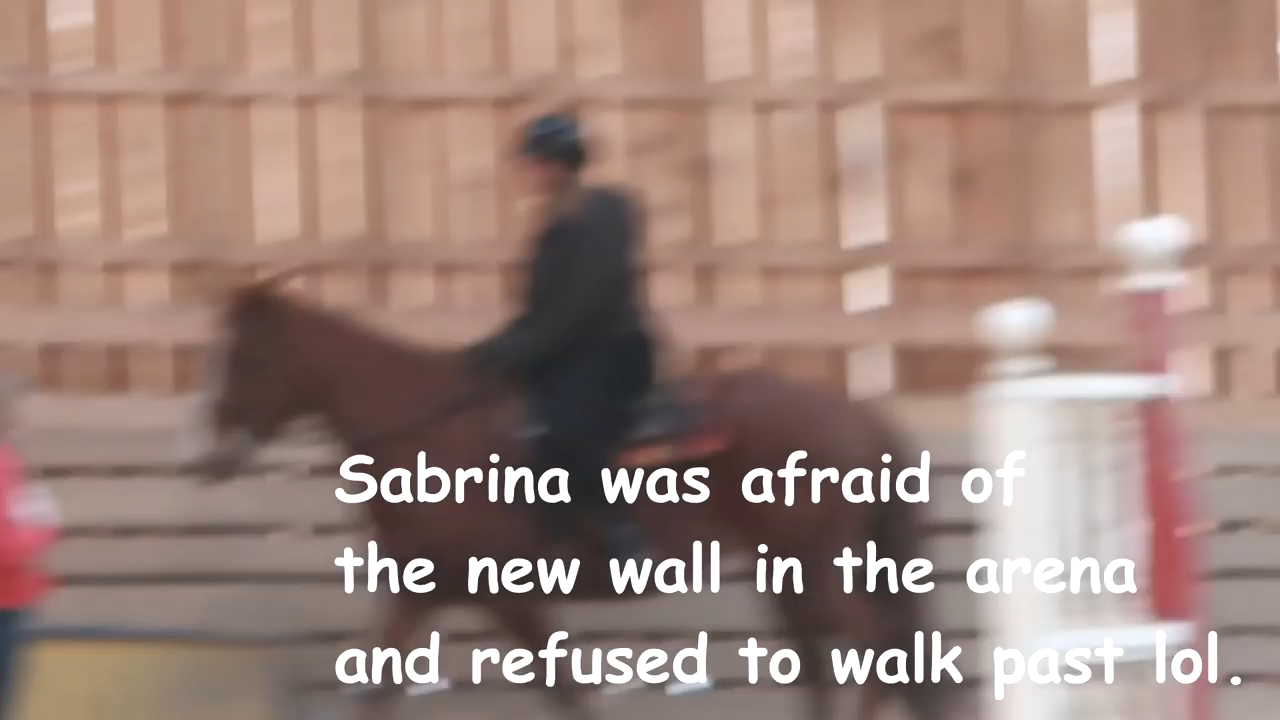 Sabrina was afraid of
the new wall in the arena
and refused to walk past lol.